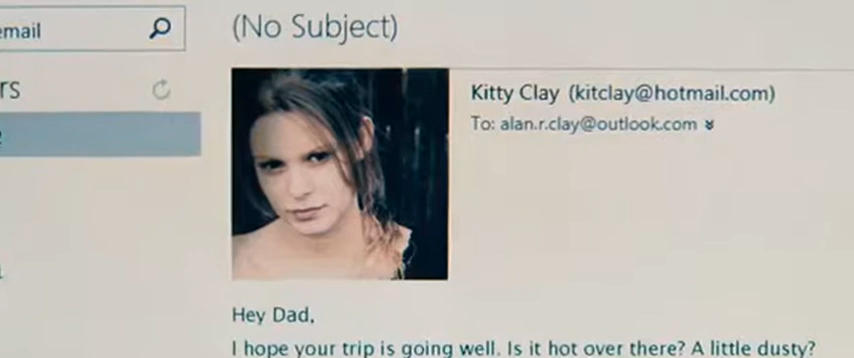 email
(No Subject)
rs
Kitty Clay (kitclay@hotmail.com)
To: alan.r.clay@outlook.com
Hey Dad,
I hope your trip is going well. Is it hot over there? A little dusty?